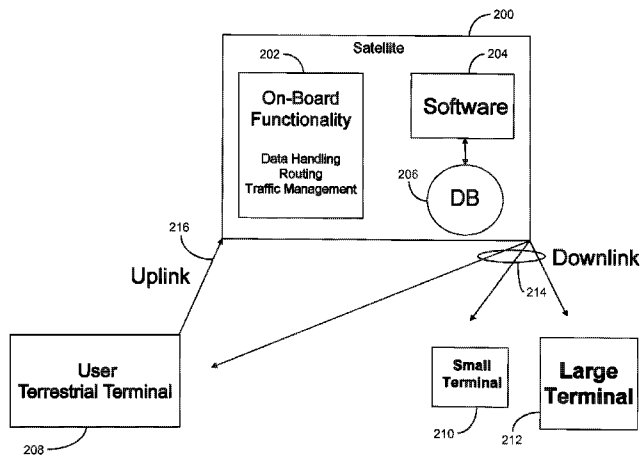 200
Satellite
202
204
On-Board
Functionality
Data Handling
Routing
Traffic Management
Software
206
DB
216
Uplink
Downlink
214
User
Terrestrial Terminal
208
Small
Terminal
210
Large
Terminal
212